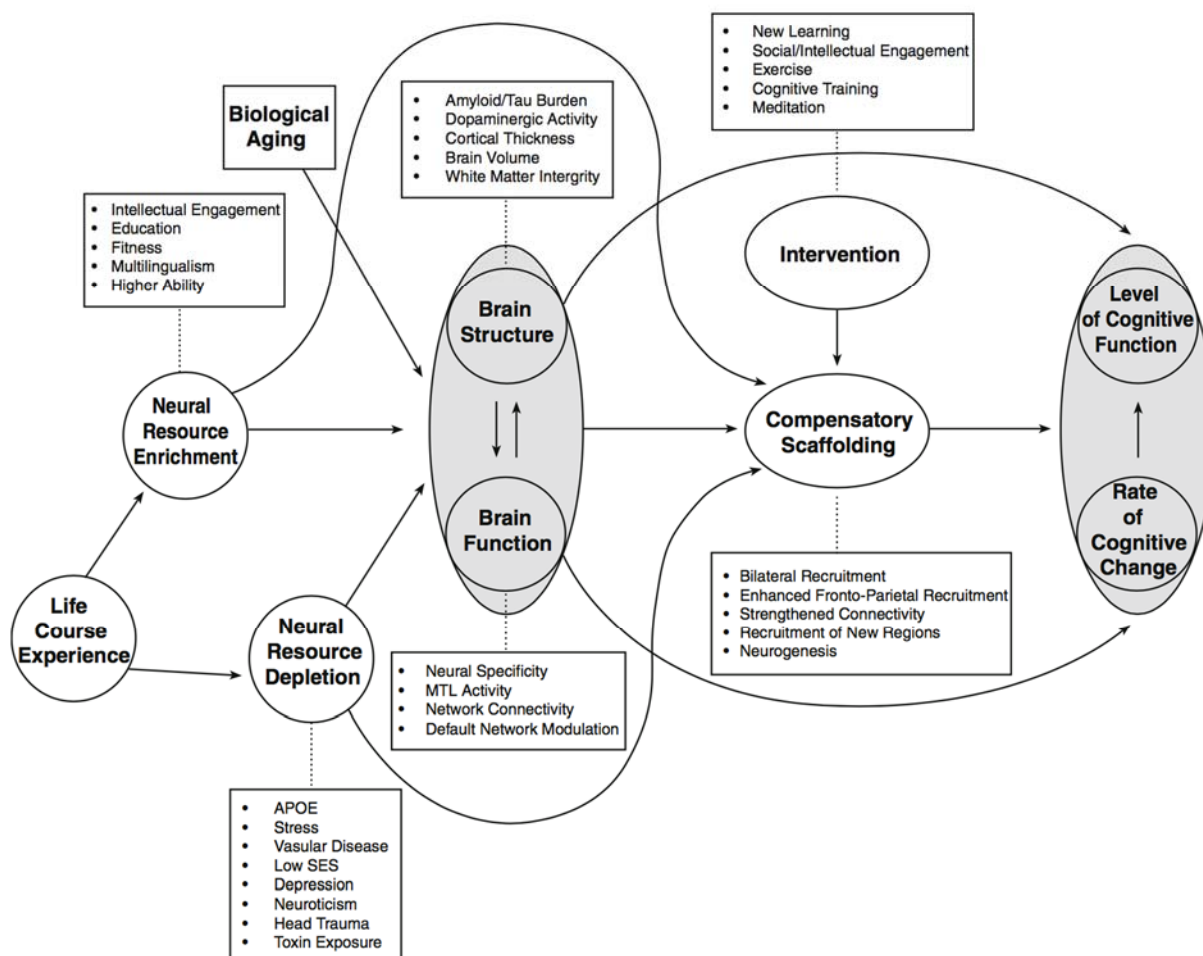 • New Learning
• Social/Intellectual Engagement
• Exercise
• Cognitive Training
• Meditation
Biological
Aging
• Amyloid/Tau Burden
• Dopaminergic Activity
• Cortical Thickness
• Brain Volume
• White Matter Intergrity
• Intellectual Engagement
• Education
• Fitness
• Multilingualism
• Higher Ability
Intervention
Brain
Structure
Level
of Cognitive
Function
Neural
Resource
Enrichment
Compensatory
Scaffolding
Brain
Function
Rate
of
Cognitive
Change
Life
Course
Experience
Neural
Resource
Depletion
• Bilateral Recruitment
• Enhanced Fronto-Parietal Recruitment
• Strengthened Connectivity
• Recruitment of New Regions
• Neurogenesis
• Neural Specificity
• MTL Activity
• Network Connectivity
• Default Network Modulation
• APOE
• Stress
• Vasular Disease
• Low SES
• Depression
• Neuroticism
• Head Trauma
• Toxin Exposure